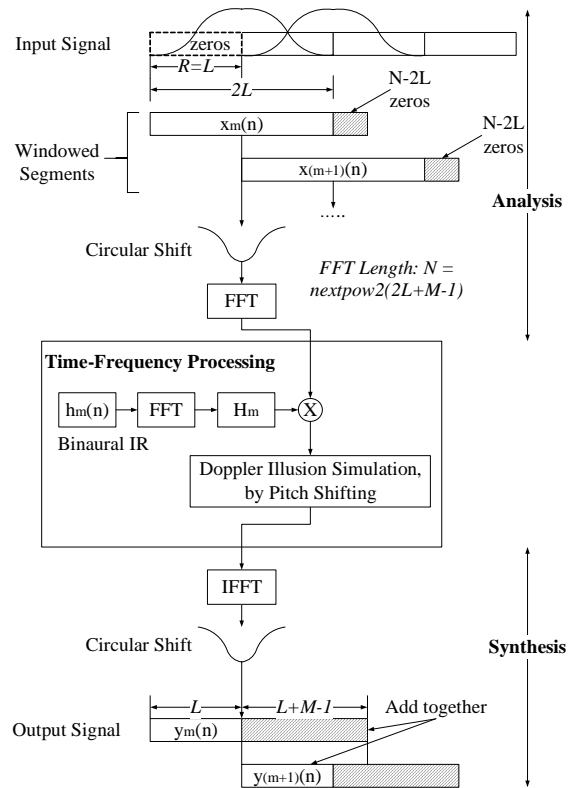 Input Signal
zeros
R=L
2L
N-2L
zeros
xm(n)
N-2L
zeros
Windowed
Segments
x(m+1)(n)
.....
Analysis
Circular Shift
FFT Length: N =
nextpow2(2L+M-1)
FFT
Time-Frequency Processing
hm(n)
FFT
Hm
X
Binaural IR
Doppler Illusion Simulation,
by Pitch Shifting
IFFT
Circular Shift
Synthesis
L
L+M-1
Add together
Output Signal
ym(n)
y(m+1)(n)